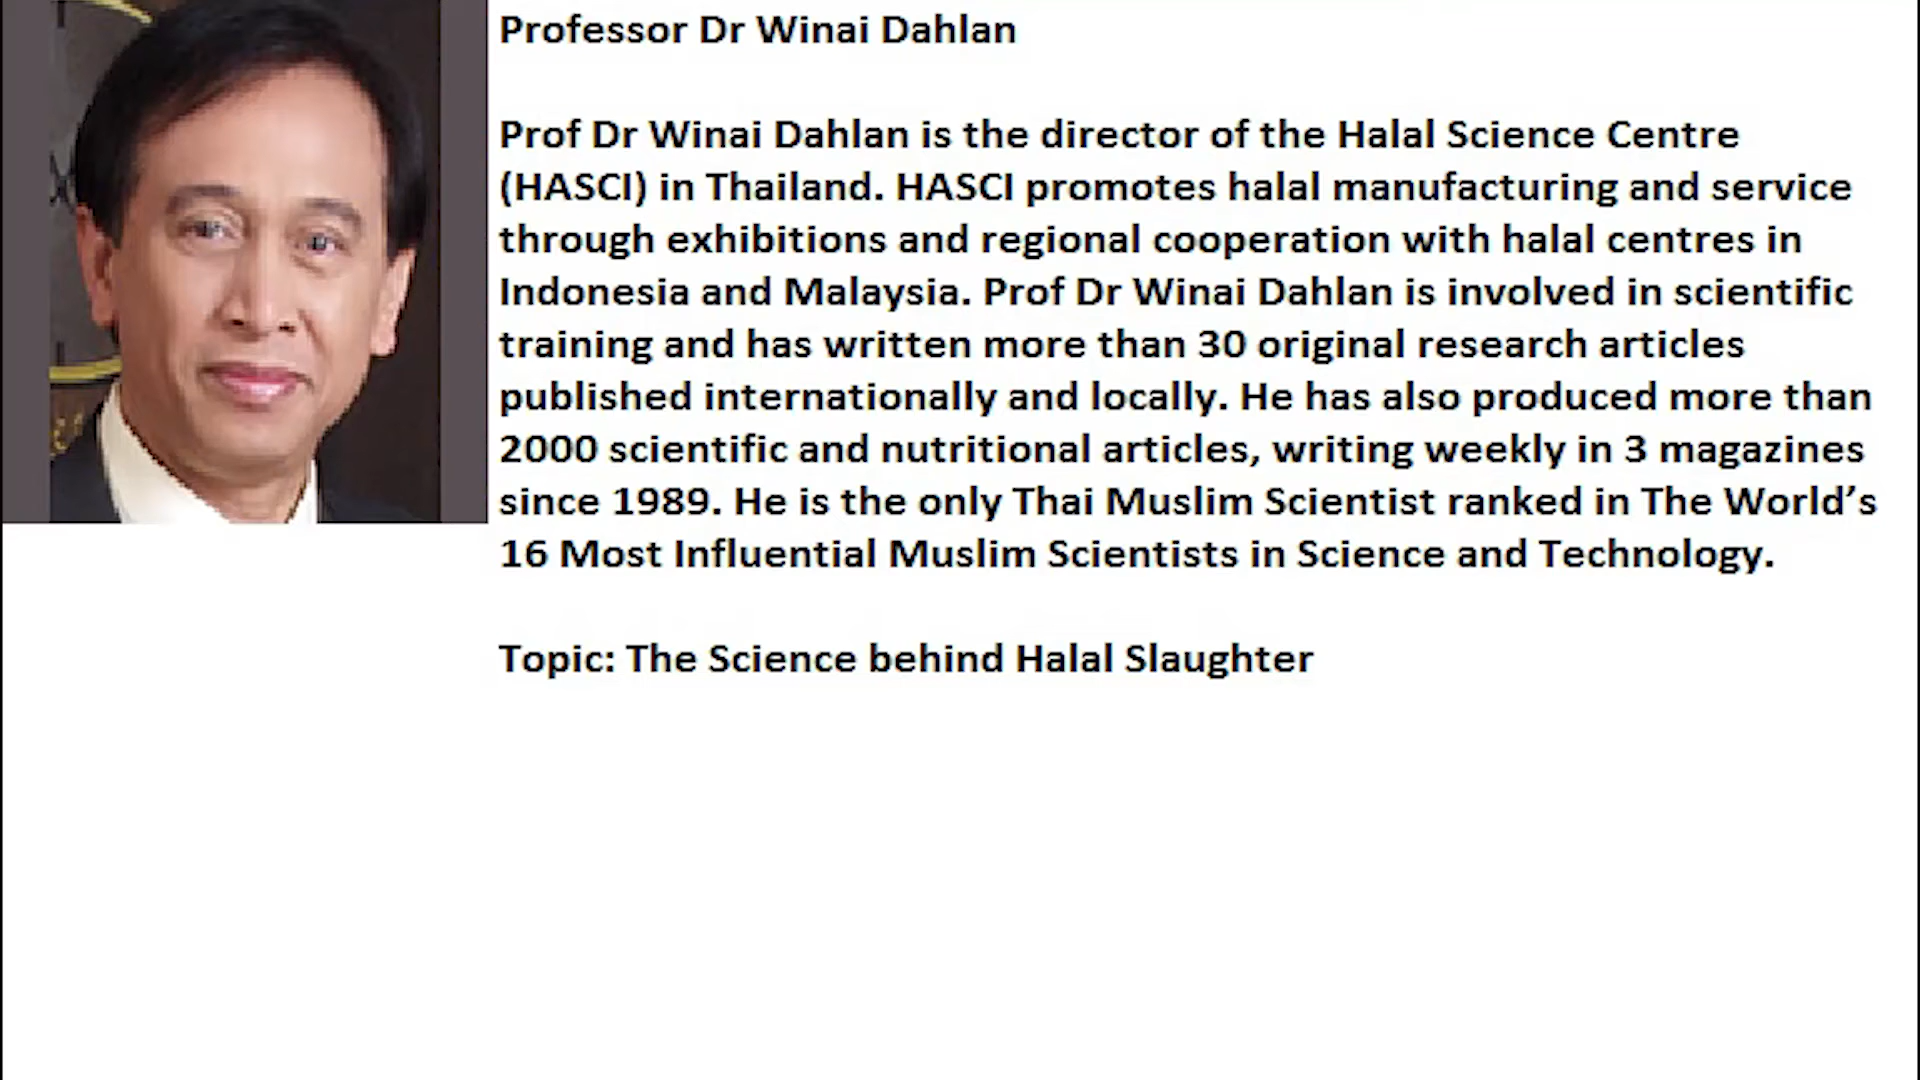 Professor Dr Winai Dahlan
Prof Dr Winai Dahlan is the director of the Halal Science Centre
(HASCI) in Thailand. HASCI promotes halal manufacturing and service
through exhibitions and regional cooperation with halal centres in
Indonesia and Malaysia. Prof Dr Winai Dahlan is involved in scientific
training and has written more than 30 original research articles
published internationally and locally. He has also produced more than
2000 scientific and nutritional articles, writing weekly in 3 magazines
since 1989. He is the only Thai Muslim Scientist ranked in The World’s
16 Most Influential Muslim Scientists in Science and Technology.
Topic: The Science behind Halal Slaughter